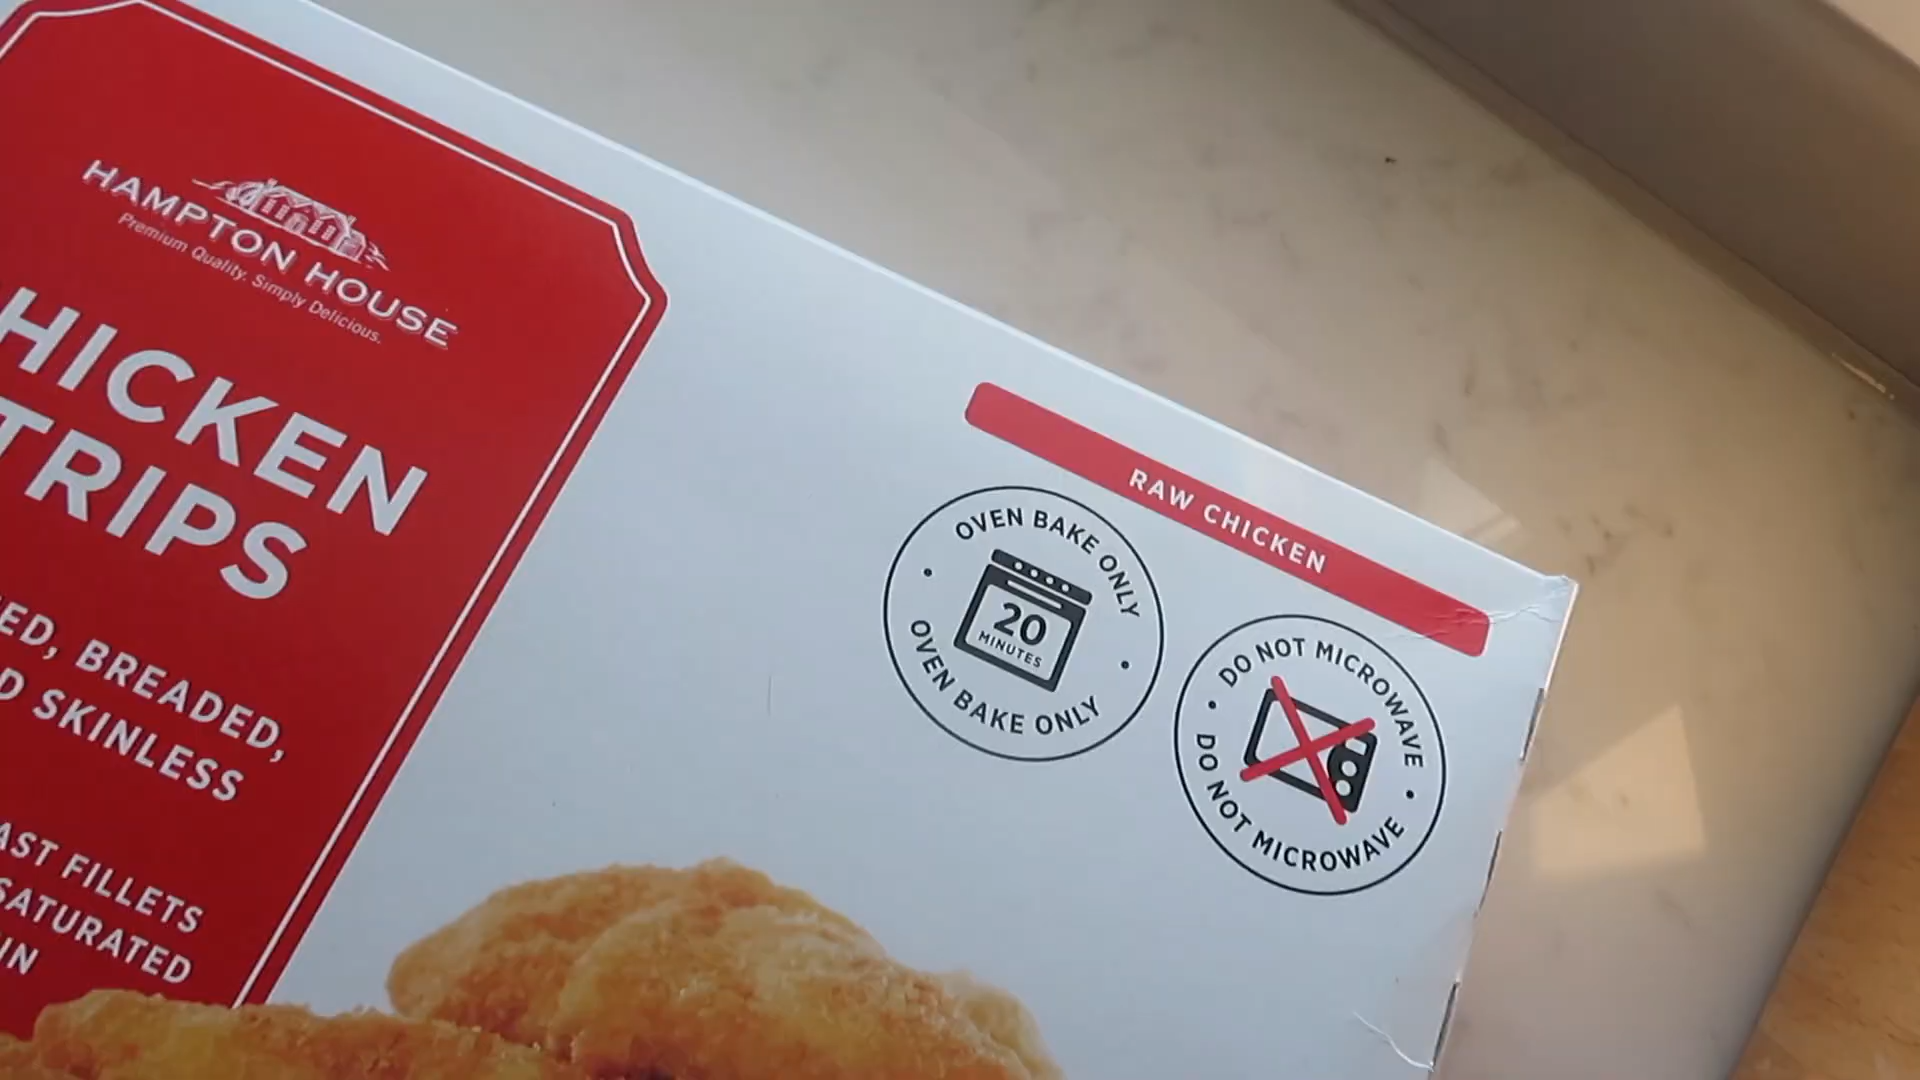 HAMPTON HOUSE
Premium Quality. Simply Delicious.
HICKEN
TRIPS
ED, BREADED,
D SKINLESS
AST FILLETS
SATURATED
IN
RAW CHICKEN
OVEN BAKE ONLY
20
MINUTES
OVEN BAKE ONLY
DO NOT MICROWAVE
DO NOT MICROWAVE